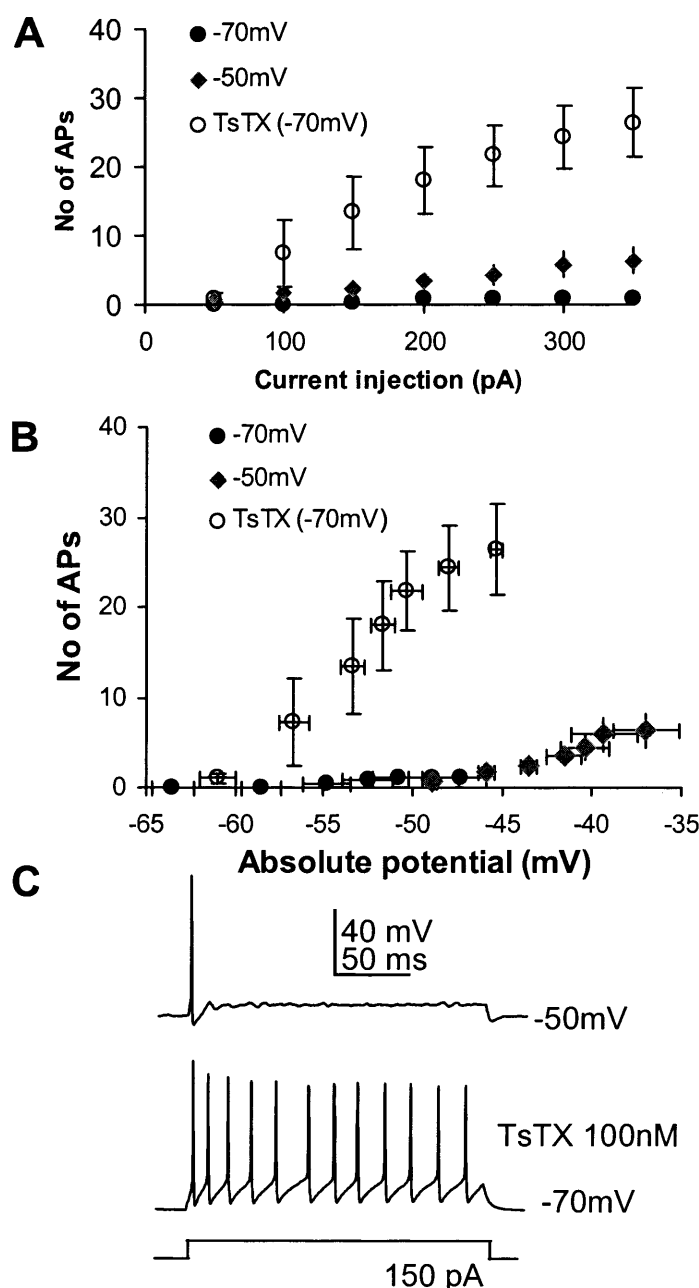 A
40
30
20
10
0
No of APs
-70mV
-50mV
TsTX (-70mV)
0
100
200
300
Current injection (pA)
B
40
30
20
10
0
No of APs
-70mV
-50mV
TsTX (-70mV)
-65
-60
-55
-50
-45
-40
-35
Absolute potential (mV)
C
40 mV
50 ms
-50mV
TsTX 100nM
-70mV
150 pA